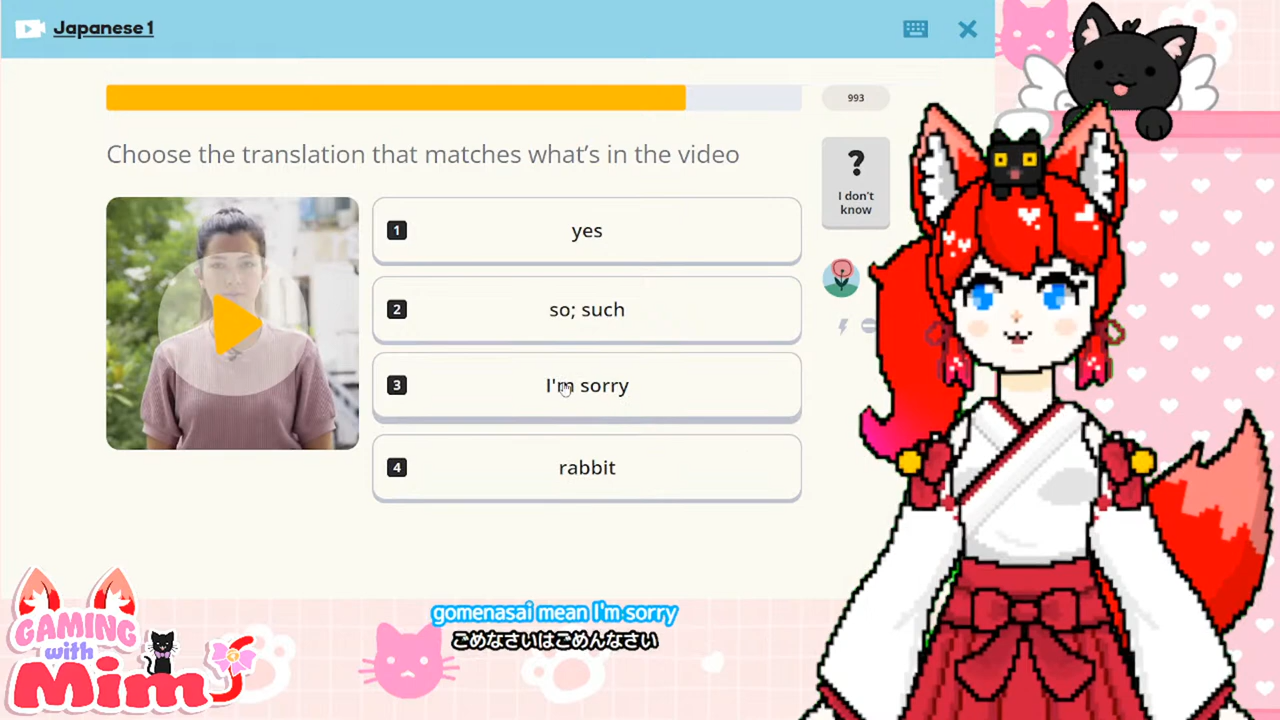 Japanese 1
993
Choose the translation that matches what's in the video
?
I don't
know
1 yes
2 so; such
3 I'm sorry
4 rabbit
gomenasai mean I'm sorry
ごめなさいはごめんなさい
GAMING
with
Mim